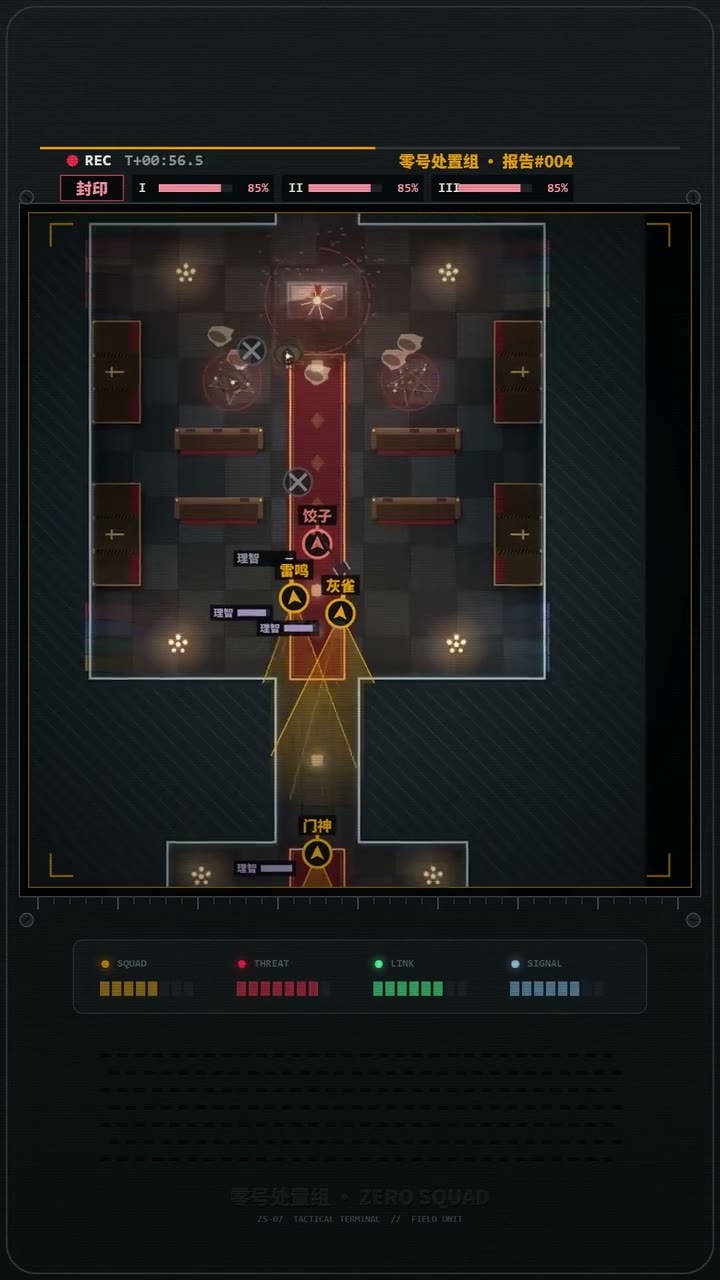 REC T+00:56.5 零号处置组 · 报告#004
封印 I 85% II 85% III 85%
饺子
理智
雷鸣
灰雀
理智
理智
门神
理智
SQUAD THREAT LINK SIGNAL
零号处置组 · ZERO SQUAD
ZS-07 TACTICAL TERMINAL // FIELD UNIT